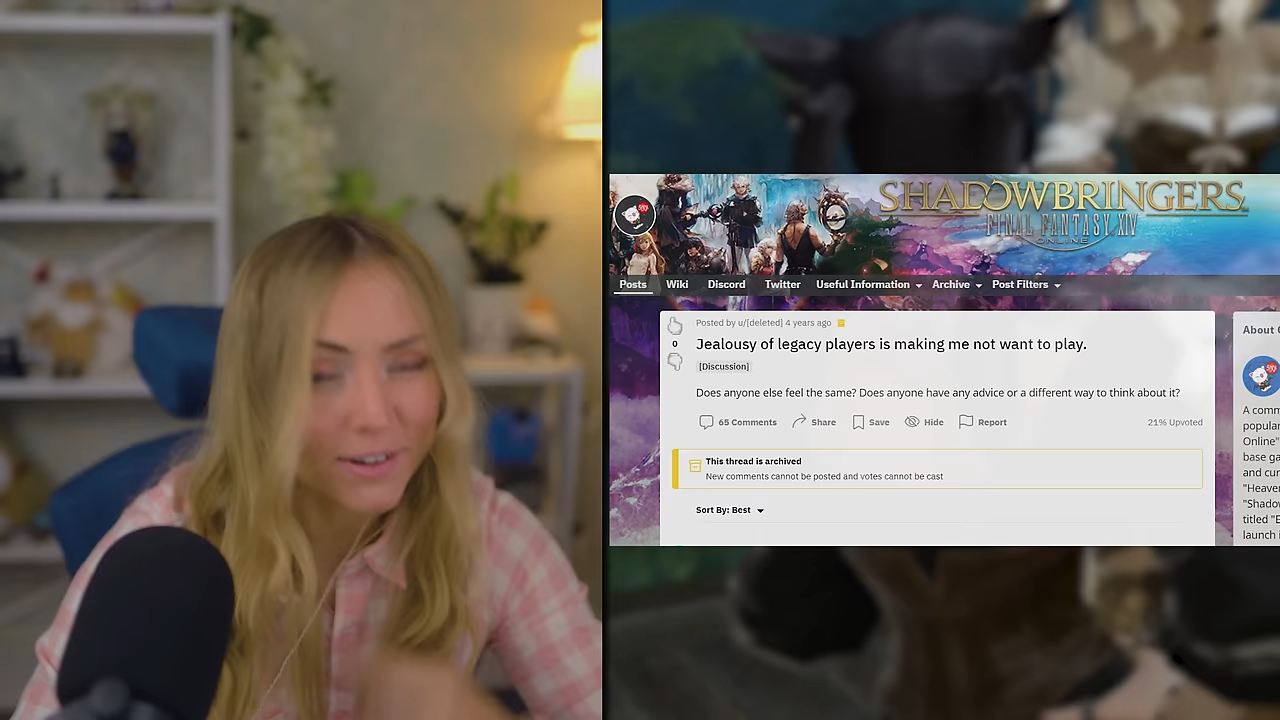 SHADOWBRINGERS
FINAL FANTASY XIV
ONLINE
Posts Wiki Discord Twitter Useful Information Archive Post Filters
Posted by u/[deleted] 4 years ago
0
Jealousy of legacy players is making me not want to play.
[Discussion]
Does anyone else feel the same? Does anyone have any advice or a different way to think about it?
65 Comments Share Save Hide Report 21% Upvoted
This thread is archived
New comments cannot be posted and votes cannot be cast
Sort By: Best
About
A comm
popular
Online"
base ga
and cur
"Heaven
"Shadow
titled "E
launch i